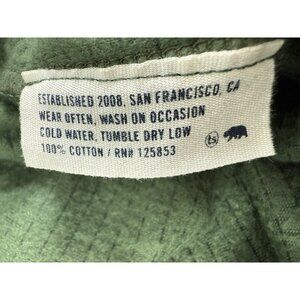 ESTABLISHED 2008, SAN FRANCISCO, CA
WEAR OFTEN, WASH ON OCCASION
COLD WATER, TUMBLE DRY LOW
100% COTTON / RN# 125853
ts